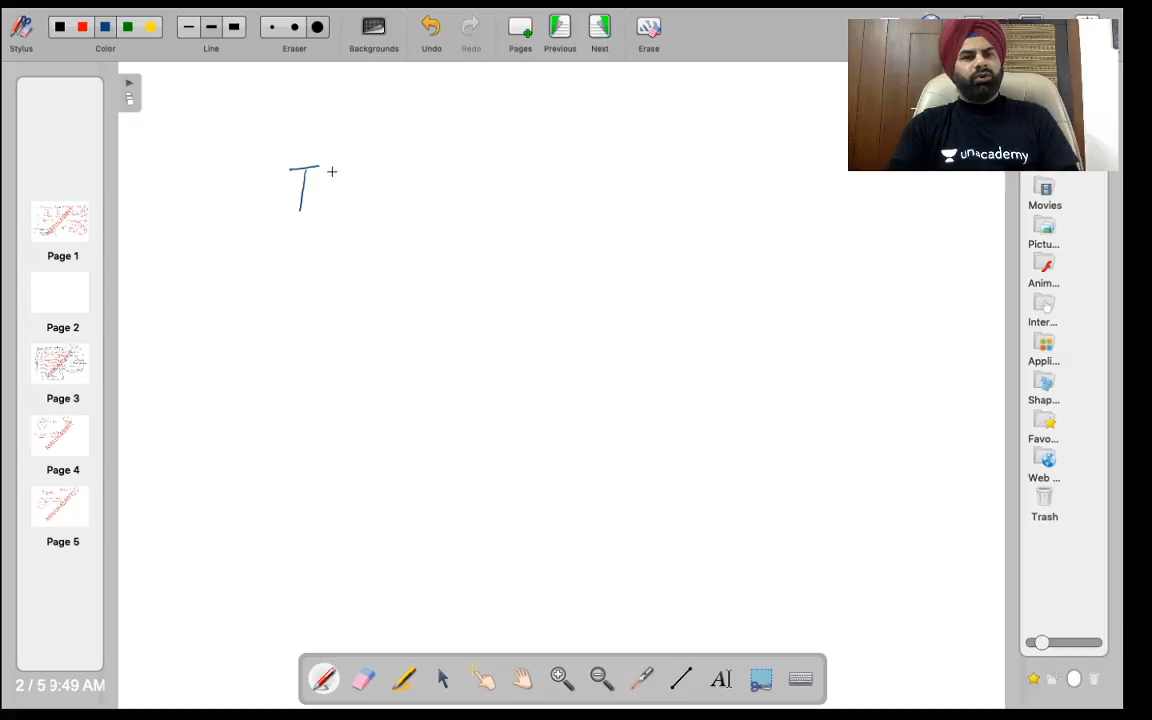 Stylus
Color
Line
Eraser
Backgrounds
Undo
Redo
Pages
Previous
Next
Erase
unacademy
T
Page 1
Page 2
Page 3
Page 4
Page 5
2 / 5 9:49 AM
Movies
Pictu...
Anim...
Inter...
Appli...
Shap...
Favo...
Web ...
Trash